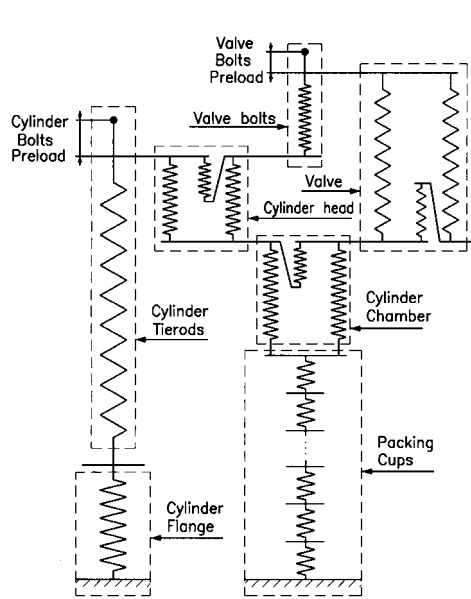 Valve
Bolts
Preload
Cylinder
Bolts
Preload
Valve bolts
Valve
Cylinder head
Cylinder
Chamber
Cylinder
Tierods
Packing
Cups
Cylinder
Flange